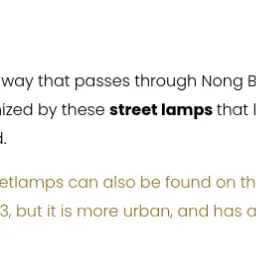 way that passes through Nong B
ized by these street lamps that l
d.
etlamps can also be found on th
3, but it is more urban, and has a